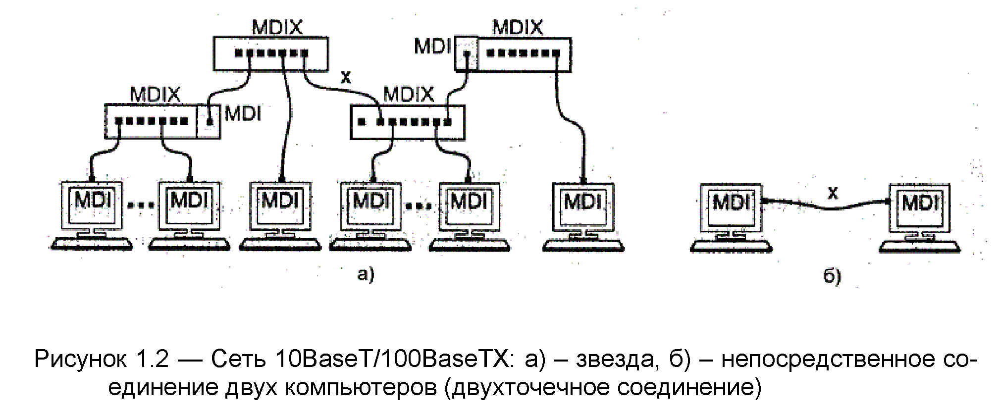 MDIX
MDIX
MDI
x
MDIX
MDIX
MDI
MDI
MDI
MDI
MDI
MDI
MDI
MDI
x
MDI
а)
б)
Рисунок 1.2 — Сеть 10BaseT/100BaseTX: а) – звезда, б) – непосредственное со-
единение двух компьютеров (двухточечное соединение)